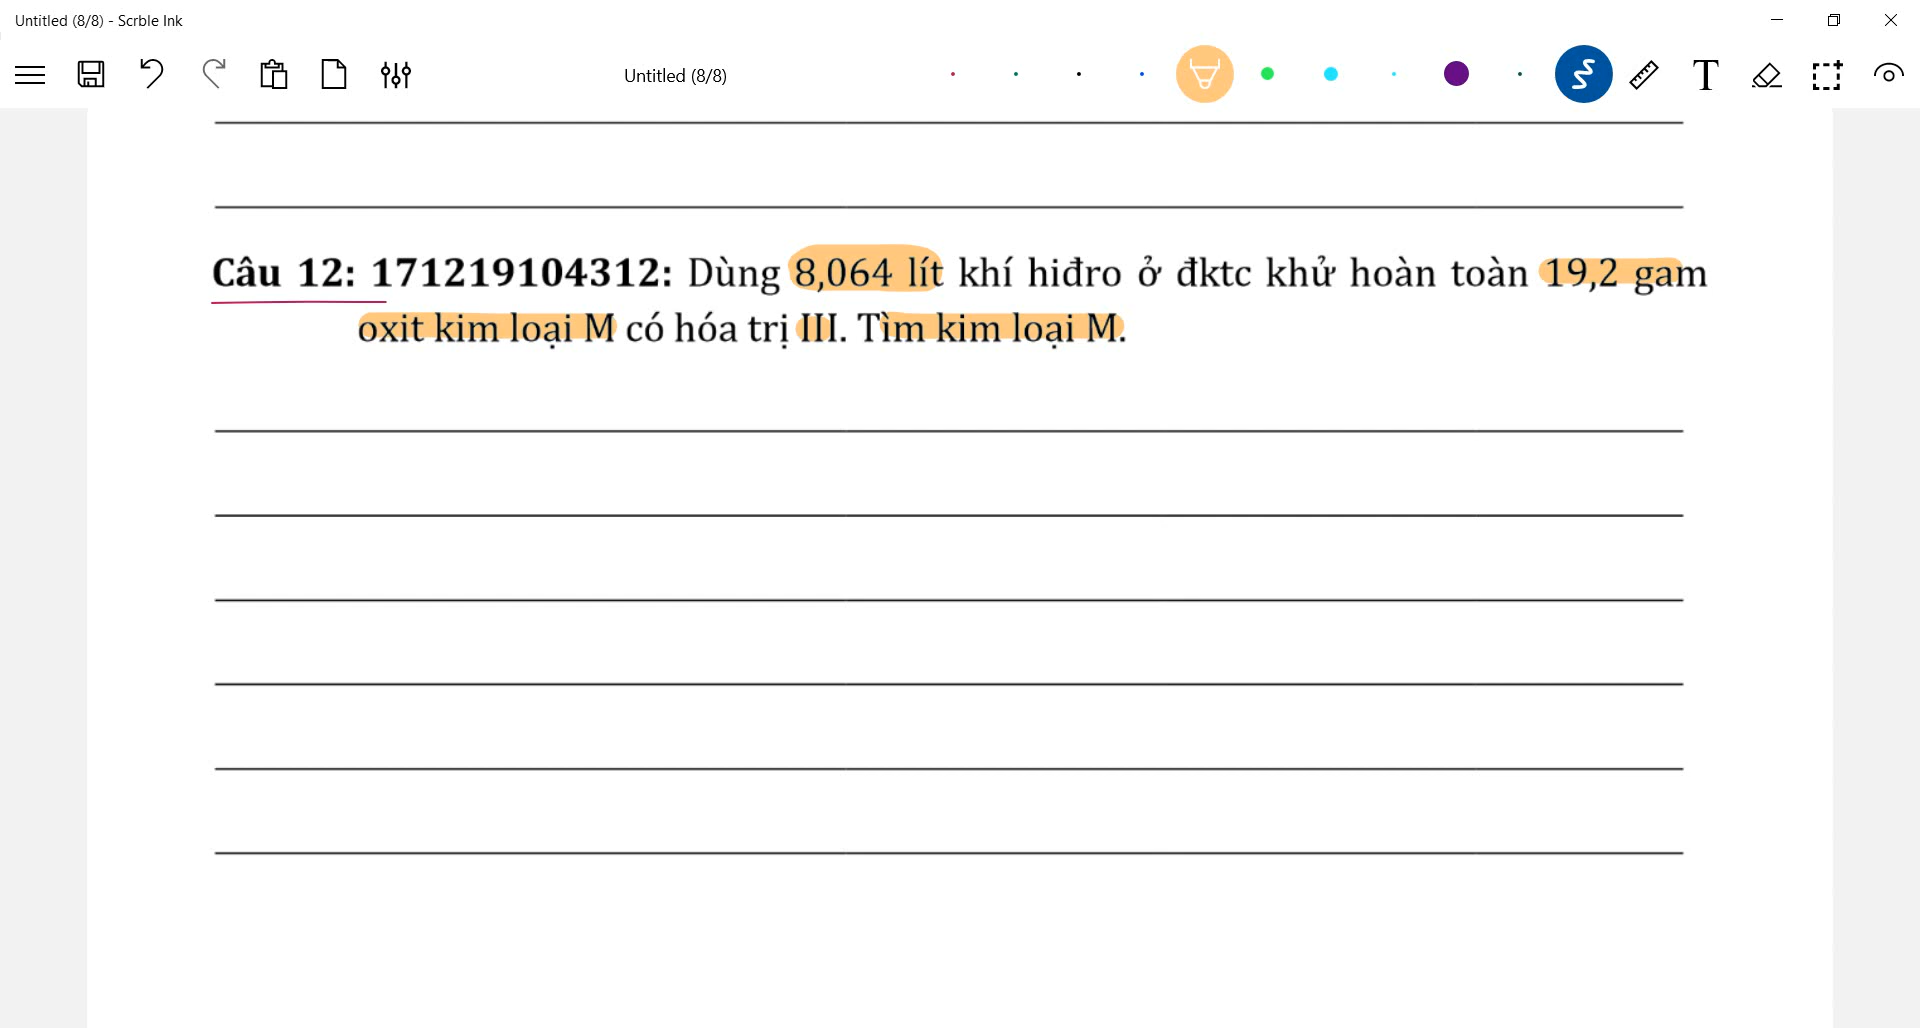 Untitled (8/8) - Scrble Ink
Untitled (8/8)
T
Câu 12: 171219104312: Dùng 8,064 lít khí hiđro ở đktc khử hoàn toàn 19,2 gam
oxit kim loại M có hóa trị III. Tìm kim loại M.